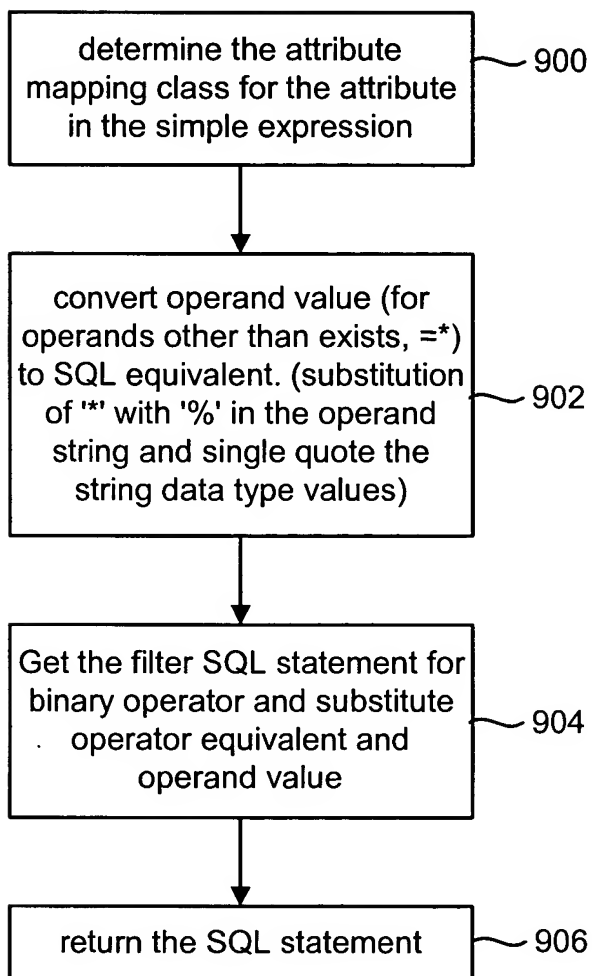 determine the attribute
mapping class for the attribute
in the simple expression
900
convert operand value (for
operands other than exists, =*)
to SQL equivalent. (substitution
of '*' with '%' in the operand
string and single quote the
string data type values)
902
Get the filter SQL statement for
binary operator and substitute
operator equivalent and
operand value
904
return the SQL statement
906